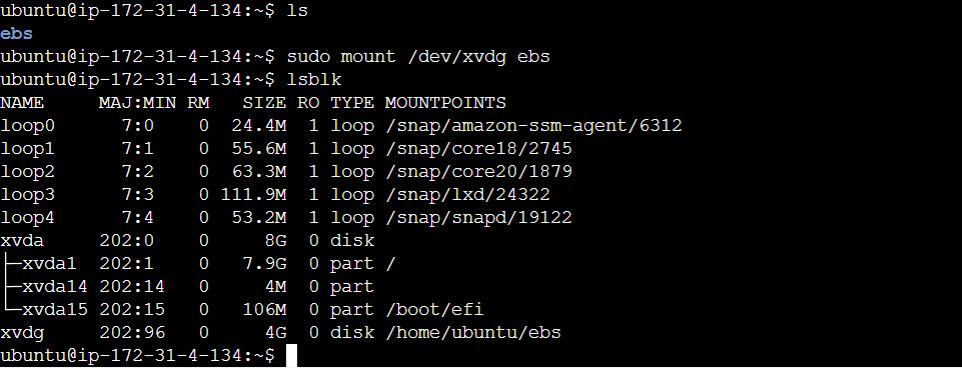 ubuntu@ip-172-31-4-134:~$ ls
ebs
ubuntu@ip-172-31-4-134:~$ sudo mount /dev/xvdg ebs
ubuntu@ip-172-31-4-134:~$ lsblk
NAME     MAJ:MIN RM   SIZE RO TYPE MOUNTPOINTS
loop0      7:0    0  24.4M  1 loop /snap/amazon-ssm-agent/6312
loop1      7:1    0  55.6M  1 loop /snap/core18/2745
loop2      7:2    0  63.3M  1 loop /snap/core20/1879
loop3      7:3    0 111.9M  1 loop /snap/lxd/24322
loop4      7:4    0  53.2M  1 loop /snap/snapd/19122
xvda     202:0    0     8G  0 disk
├─xvda1  202:1    0   7.9G  0 part /
├─xvda14 202:14   0     4M  0 part
└─xvda15 202:15   0   106M  0 part /boot/efi
xvdg     202:96   0     4G  0 disk /home/ubuntu/ebs
ubuntu@ip-172-31-4-134:~$